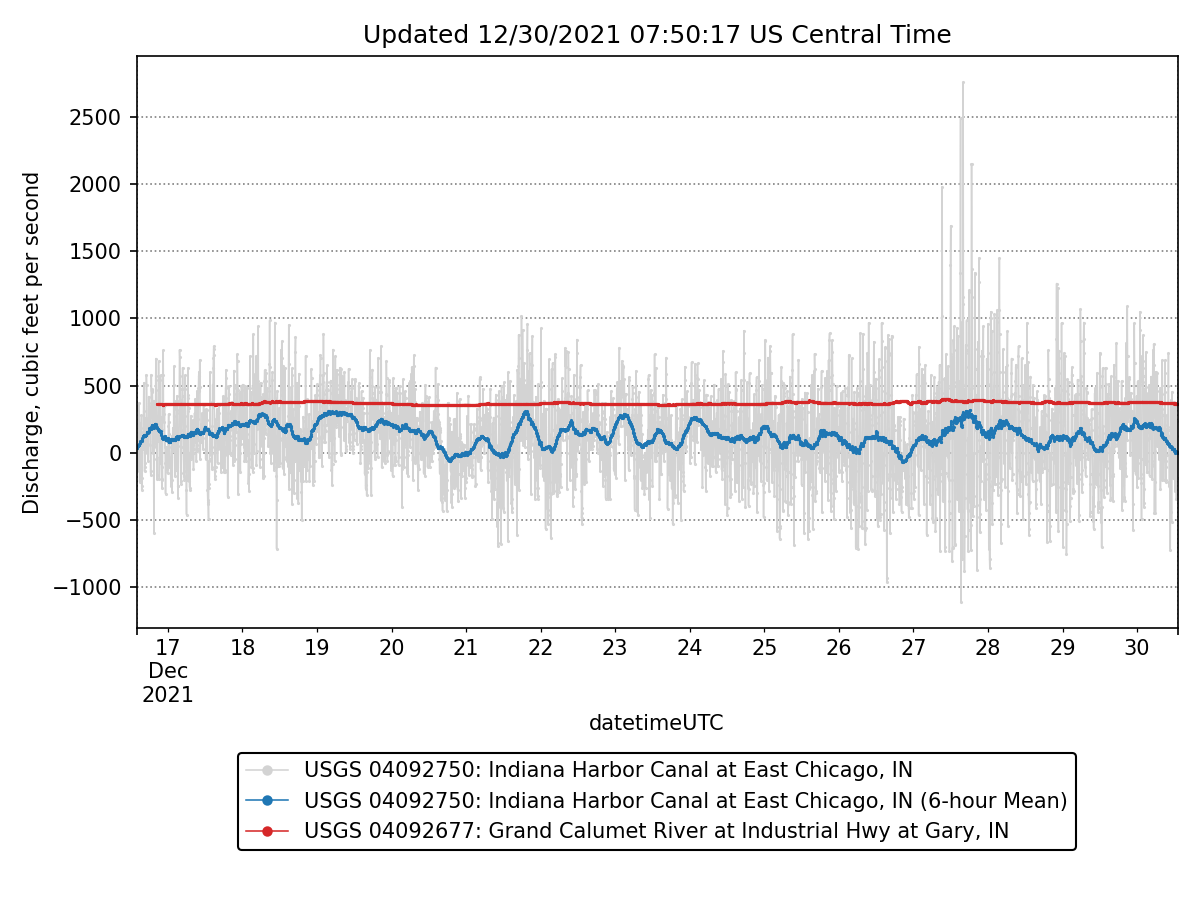 Updated 12/30/2021 07:50:17 US Central Time
Discharge, cubic feet per second
2500
2000
1500
1000
500
0
−500
−1000
17 18 19 20 21 22 23 24 25 26 27 28 29 30
Dec
2021
datetimeUTC
USGS 04092750: Indiana Harbor Canal at East Chicago, IN
USGS 04092750: Indiana Harbor Canal at East Chicago, IN (6-hour Mean)
USGS 04092677: Grand Calumet River at Industrial Hwy at Gary, IN